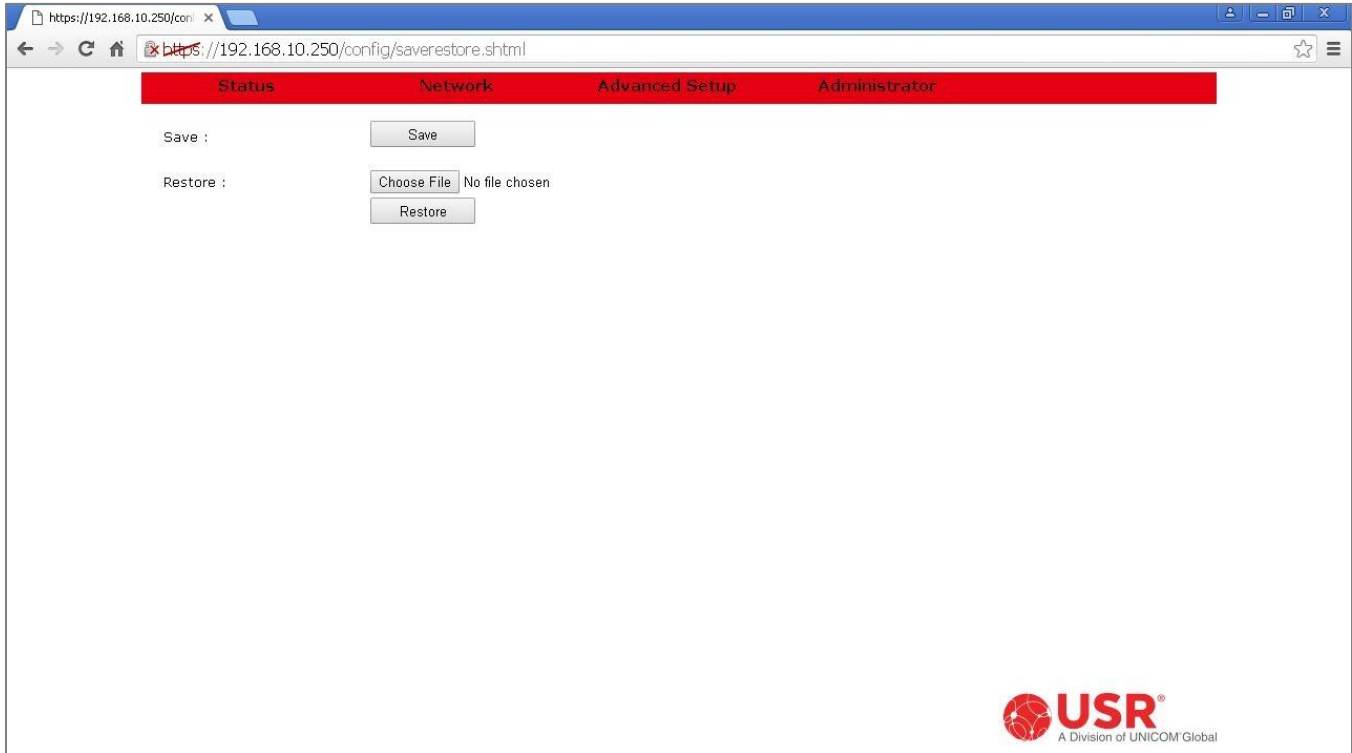 https://192.168.10.250/con
https://192.168.10.250/config/saverestore.shtml
Status Network Advanced Setup Administrator
Save : Save
Restore : Choose File No file chosen
Restore
USR®
A Division of UNICOM Global